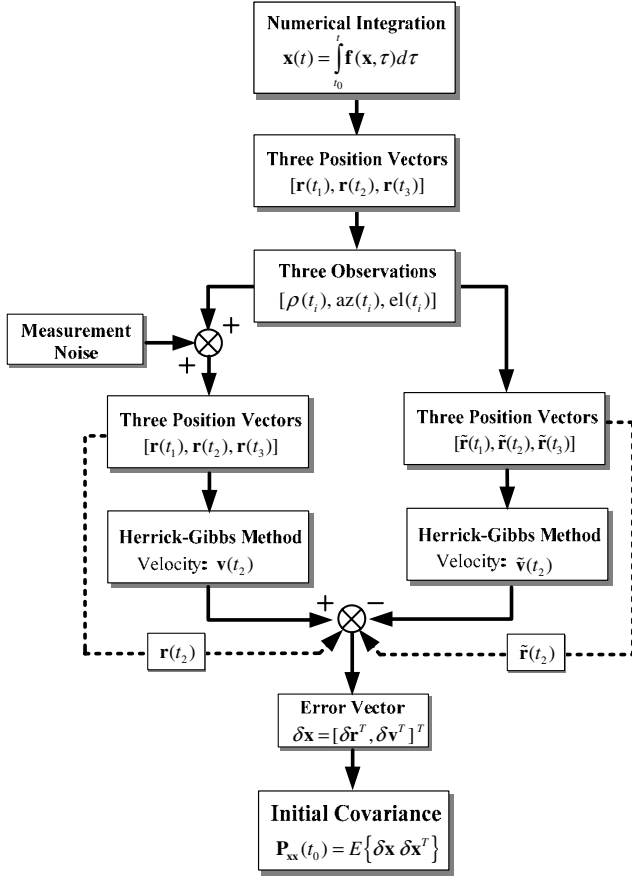 Numerical Integration
x(t) = ∫_{t_0}^{t} f(x, τ)dτ
Three Position Vectors
[r(t_1), r(t_2), r(t_3)]
Three Observations
[ρ(t_i), az(t_i), el(t_i)]
Measurement
Noise
+
+
Three Position Vectors
[r(t_1), r(t_2), r(t_3)]
Three Position Vectors
[r̃(t_1), r̃(t_2), r̃(t_3)]
Herrick-Gibbs Method
Velocity: v(t_2)
Herrick-Gibbs Method
Velocity: ṽ(t_2)
+
−
r(t_2)
r̃(t_2)
Error Vector
δx = [δr^T, δv^T]^T
Initial Covariance
P_{xx}(t_0) = E{δx δx^T}